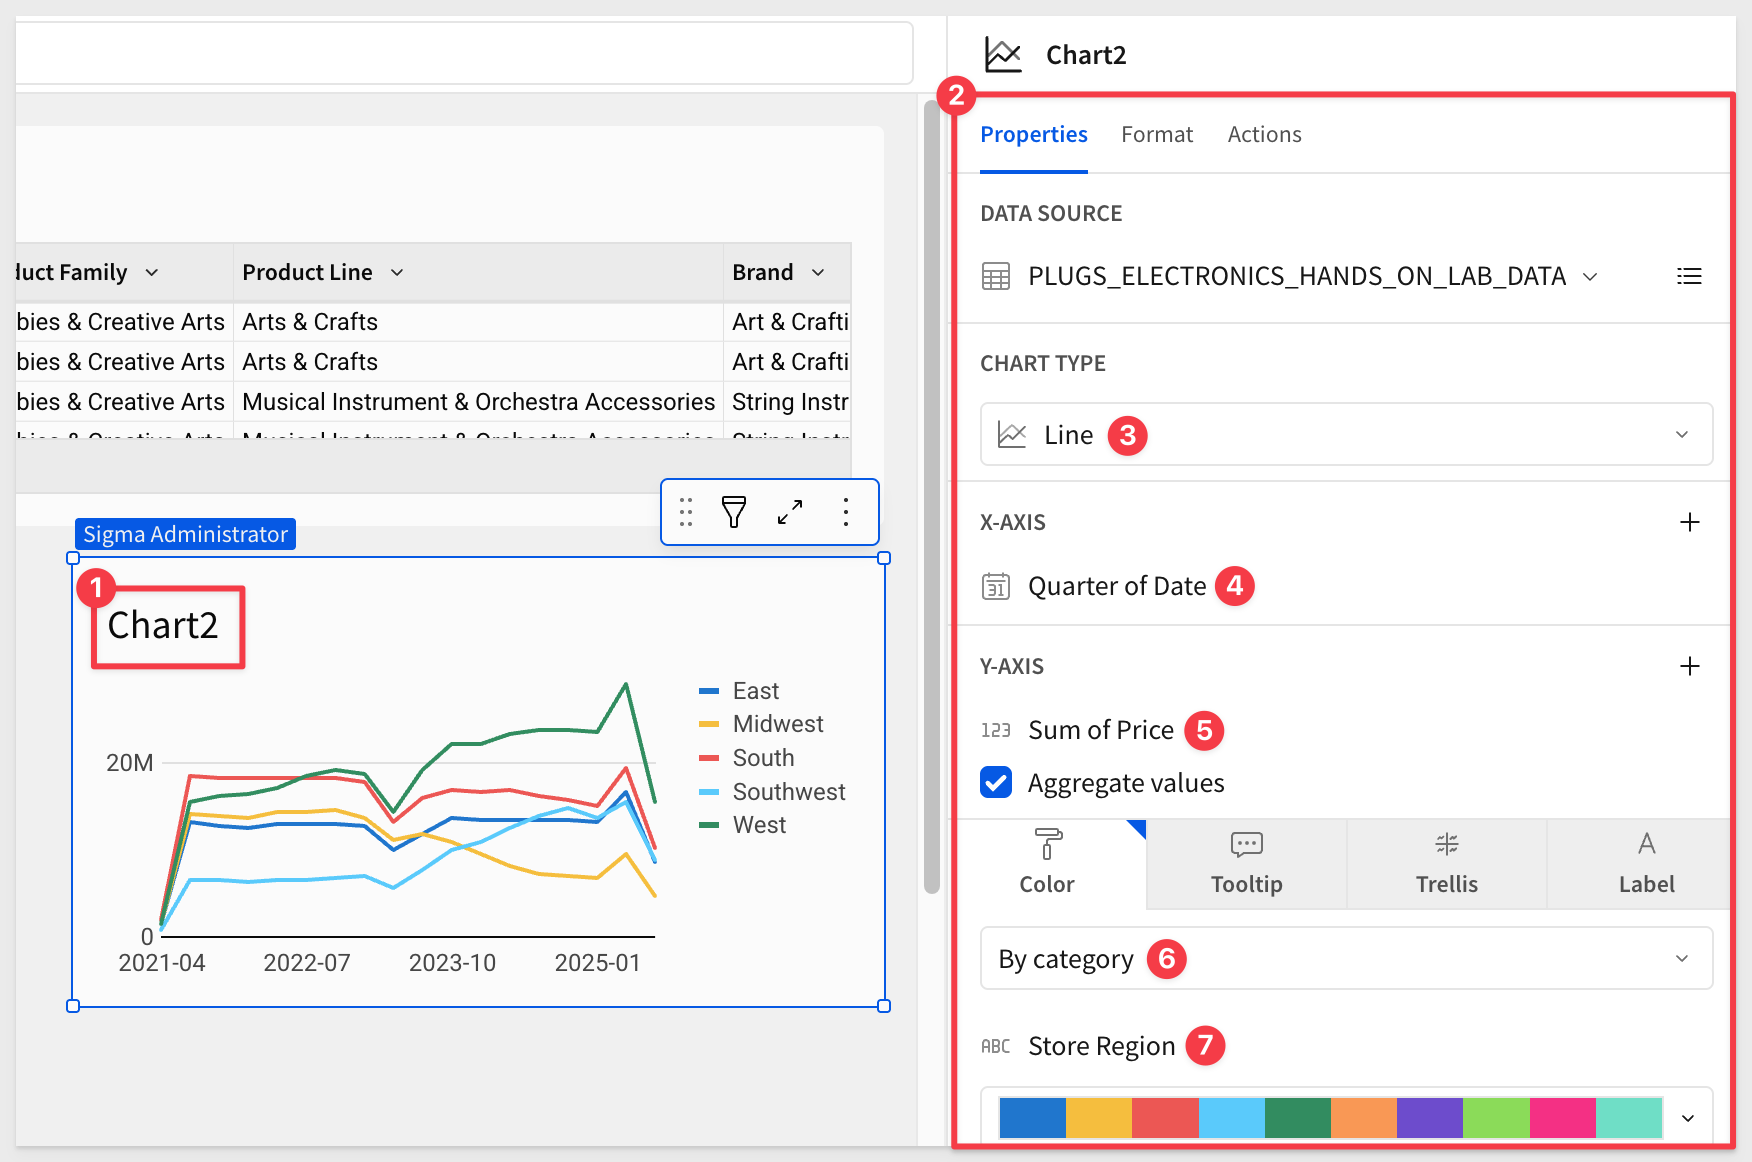 Chart2
2
Properties Format Actions
DATA SOURCE
PLUGS_ELECTRONICS_HANDS_ON_LAB_DATA
CHART TYPE
Line 3
X-AXIS
31 Quarter of Date 4
Y-AXIS
123 Sum of Price 5
Aggregate values
Color Tooltip A Trellis Label
By category 6
ABC Store Region 7
duct Family Product Line Brand
bies & Creative Arts Arts & Crafts Art & Crafti
bies & Creative Arts Arts & Crafts Art & Crafti
bies & Creative Arts Musical Instrument & Orchestra Accessories String Instr
Sigma Administrator
1
Chart2
East
Midwest
South
Southwest
West
20M
0
2021-04 2022-07 2023-10 2025-01